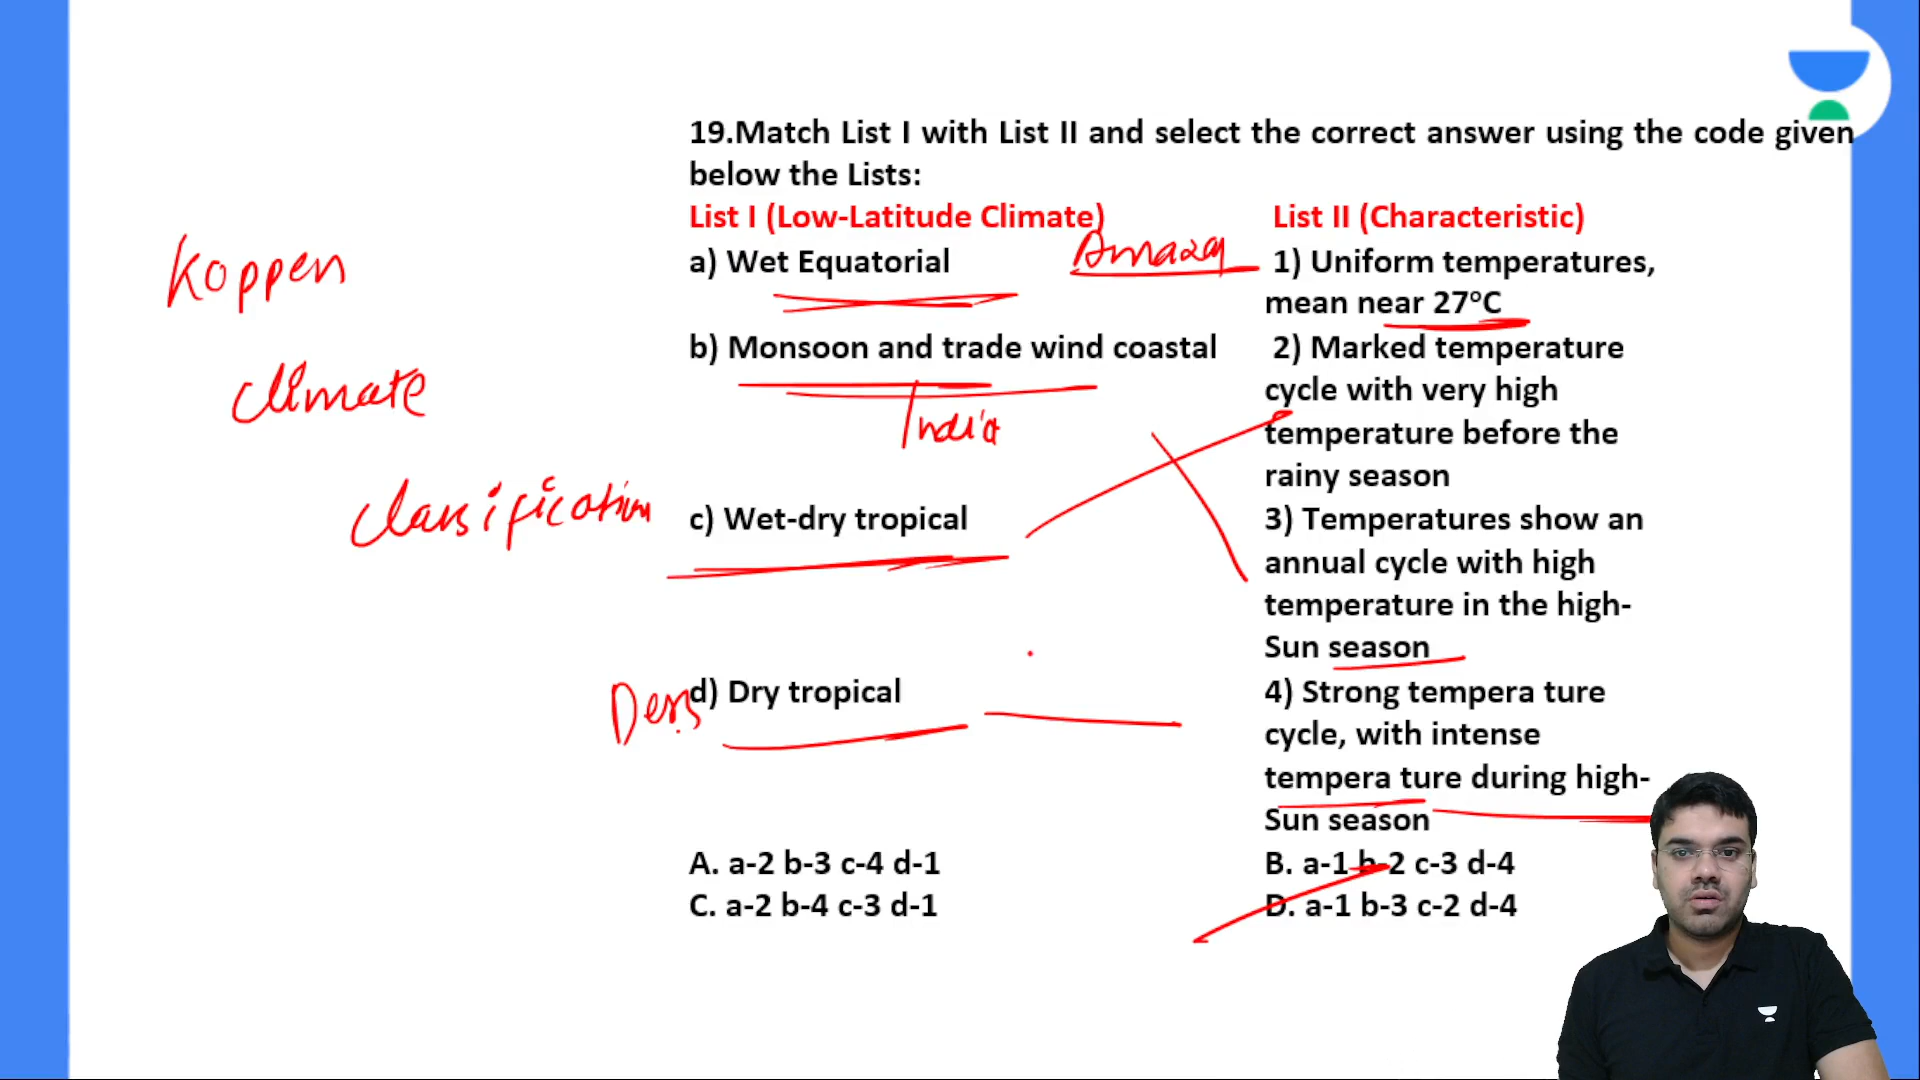 19.Match List I with List II and select the correct answer using the code given
below the Lists:
List I (Low-Latitude Climate)
List II (Characteristic)
a) Wet Equatorial
1) Uniform temperatures,
mean near 27°C
b) Monsoon and trade wind coastal
2) Marked temperature
cycle with very high
temperature before the
rainy season
c) Wet-dry tropical
3) Temperatures show an
annual cycle with high
temperature in the high-
Sun season
d) Dry tropical
4) Strong tempera ture
cycle, with intense
tempera ture during high-
Sun season
A. a-2 b-3 c-4 d-1
B. a-1 b-2 c-3 d-4
C. a-2 b-4 c-3 d-1
D. a-1 b-3 c-2 d-4
Koppen
climate
classification
India